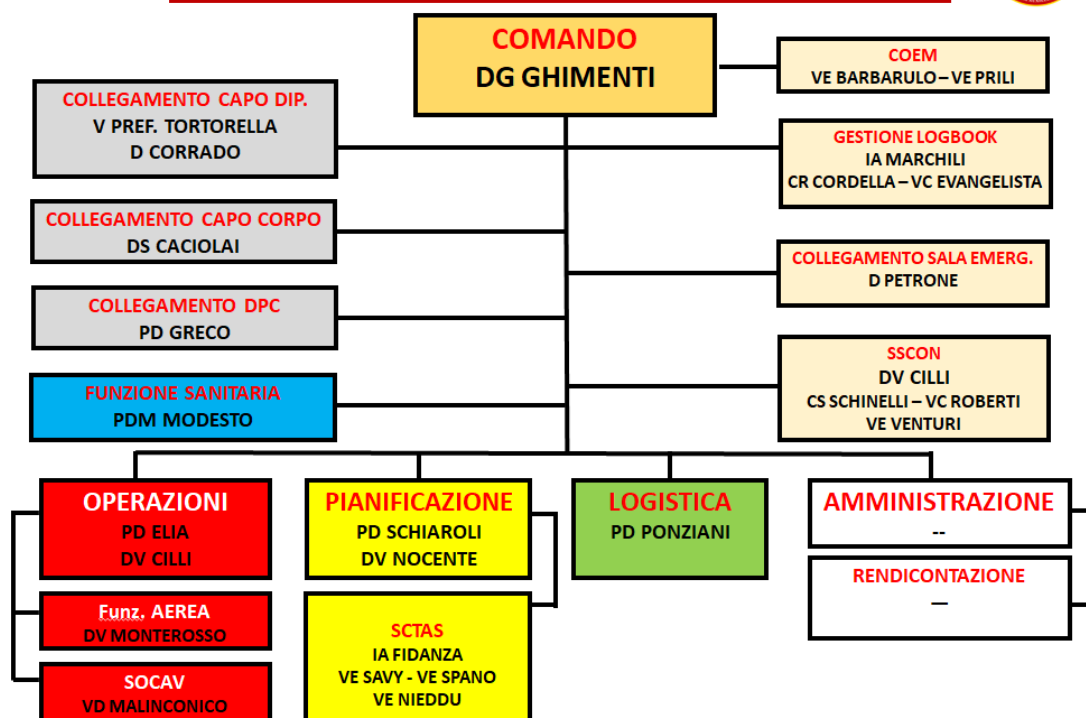 COMANDO
DG GHIMENTI
COEM
VE BARBARULO – VE PRILI
COLLEGAMENTO CAPO DIP.
V PREF. TORTORELLA
D CORRADO
GESTIONE LOGBOOK
IA MARCHILI
CR CORDELLA – VC EVANGELISTA
COLLEGAMENTO CAPO CORPO
DS CACIOLAI
COLLEGAMENTO SALA EMERG.
D PETRONE
COLLEGAMENTO DPC
PD GRECO
SSCON
DV CILLI
CS SCHINELLI – VC ROBERTI
VE VENTURI
FUNZIONE SANITARIA
PDM MODESTO
OPERAZIONI
PD ELIA
DV CILLI
PIANIFICAZIONE
PD SCHIAROLI
DV NOCENTE
LOGISTICA
PD PONZIANI
AMMINISTRAZIONE
--
RENDICONTAZIONE
—
Funz. AEREA
DV MONTEROSSO
SCTAS
IA FIDANZA
VE SAVY - VE SPANO
VE NIEDDU
SOCAV
VD MALINCONICO